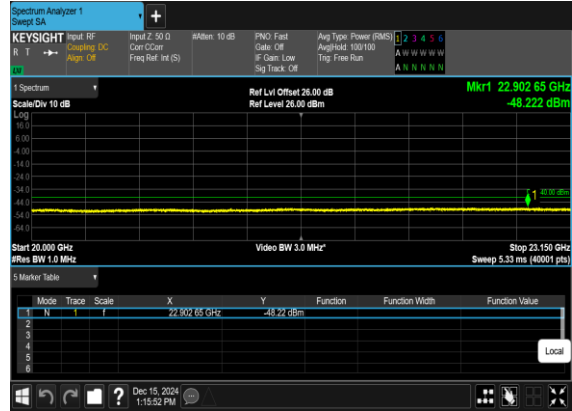 Spectrum Analyzer 1
Swept SA
+
KEYSIGHT Input: RF Input Z: 50 Ω #Atten: 10 dB PNO: Fast Avg Type: Power (RMS) 1 2 3 4 5 6
R T Coupling: DC Corr CCorr Gate: Off Avg|Hold: 100/100 A W W W W W
Align: Off Freq Ref: Int (S) IF Gain: Low Trig: Free Run
Sig Track: Off A N N N N N
LW
1 Spectrum Ref Lvl Offset 26.00 dB Mkr1 22.902 65 GHz
Scale/Div 10 dB Ref Level 26.00 dBm -48.222 dBm
Log
16.0
6.00
-4.00
-14.0
-24.0
-34.0
1 -40.00 dBm
-44.0
-54.0
-64.0
Start 20.000 GHz Video BW 3.0 MHz* Stop 23.150 GHz
#Res BW 1.0 MHz Sweep 5.33 ms (40001 pts)
5 Marker Table
Mode Trace Scale X Y Function Function Width Function Value
1 N 1 f 22.902 65 GHz -48.22 dBm
2
3
4
5
6
Local
? Dec 15, 2024
1:15:52 PM